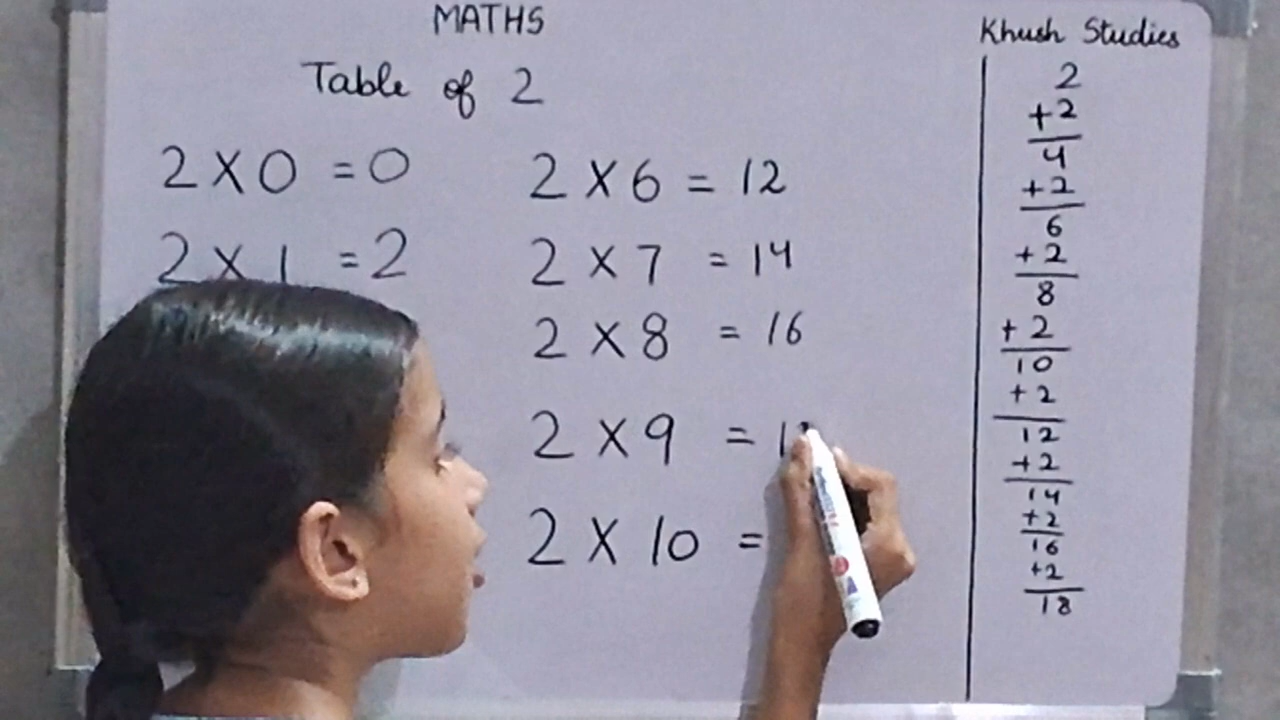 MATHS
Table of 2
2 X 0 = 0
2 X 1 = 2
2 X 6 = 12
2 X 7 = 14
2 X 8 = 16
2 X 9 = 1
2 X 10 =
Khush Studies
2
+2
4
+2
6
+2
8
+2
10
+2
12
+2
14
+2
16
+2
18